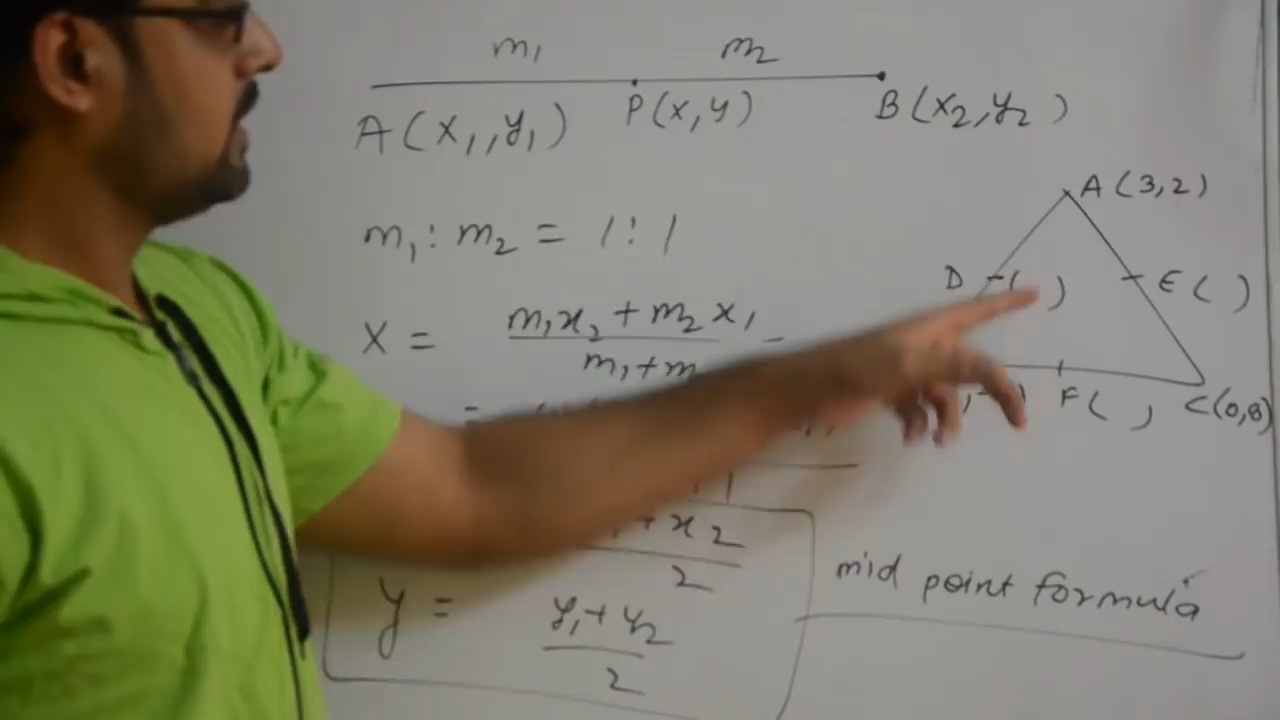 m₁ m₂
A(x₁,y₁) P(x,y) B(x₂,y₂)
A(3,2)
m₁ : m₂ = 1 : 1
D ( ) E ( )
x = m₁x₂ + m₂x₁
m₁+m
F ( ) C(0,8)
+ x₂
2
y = y₁+y₂
2
mid point formula